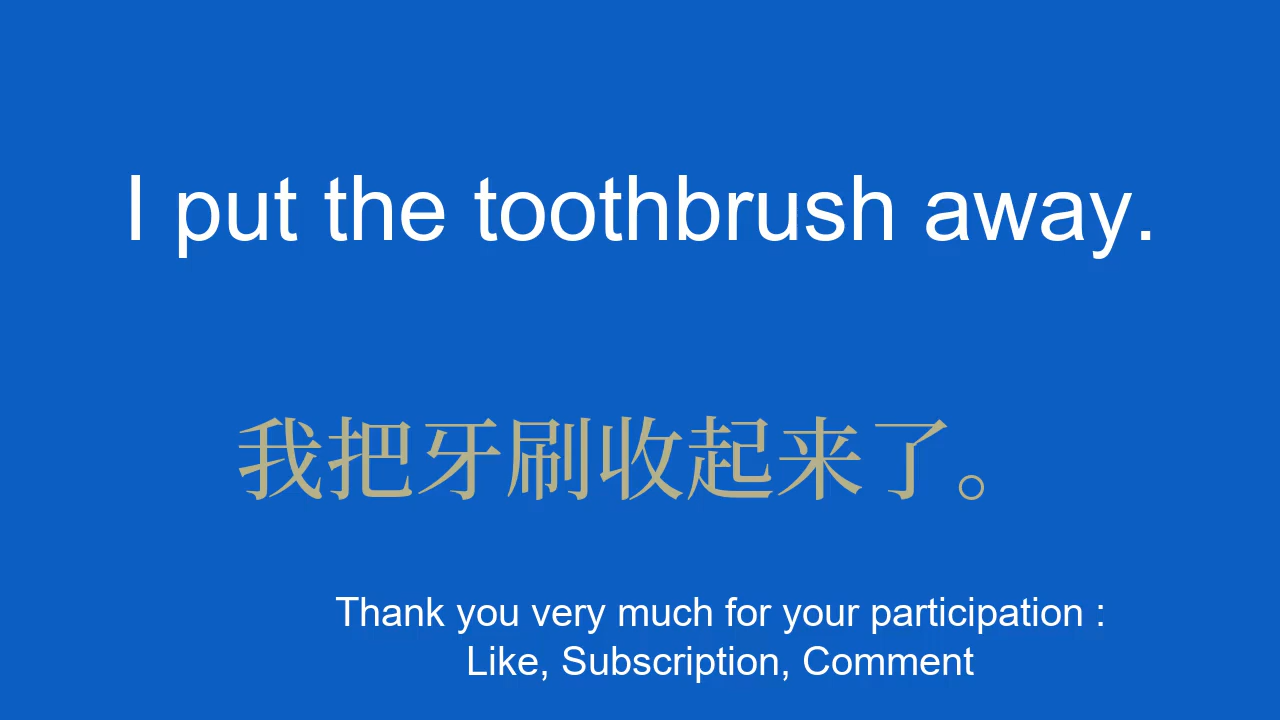 I put the toothbrush away.
我把牙刷收起来了。
Thank you very much for your participation :
Like, Subscription, Comment